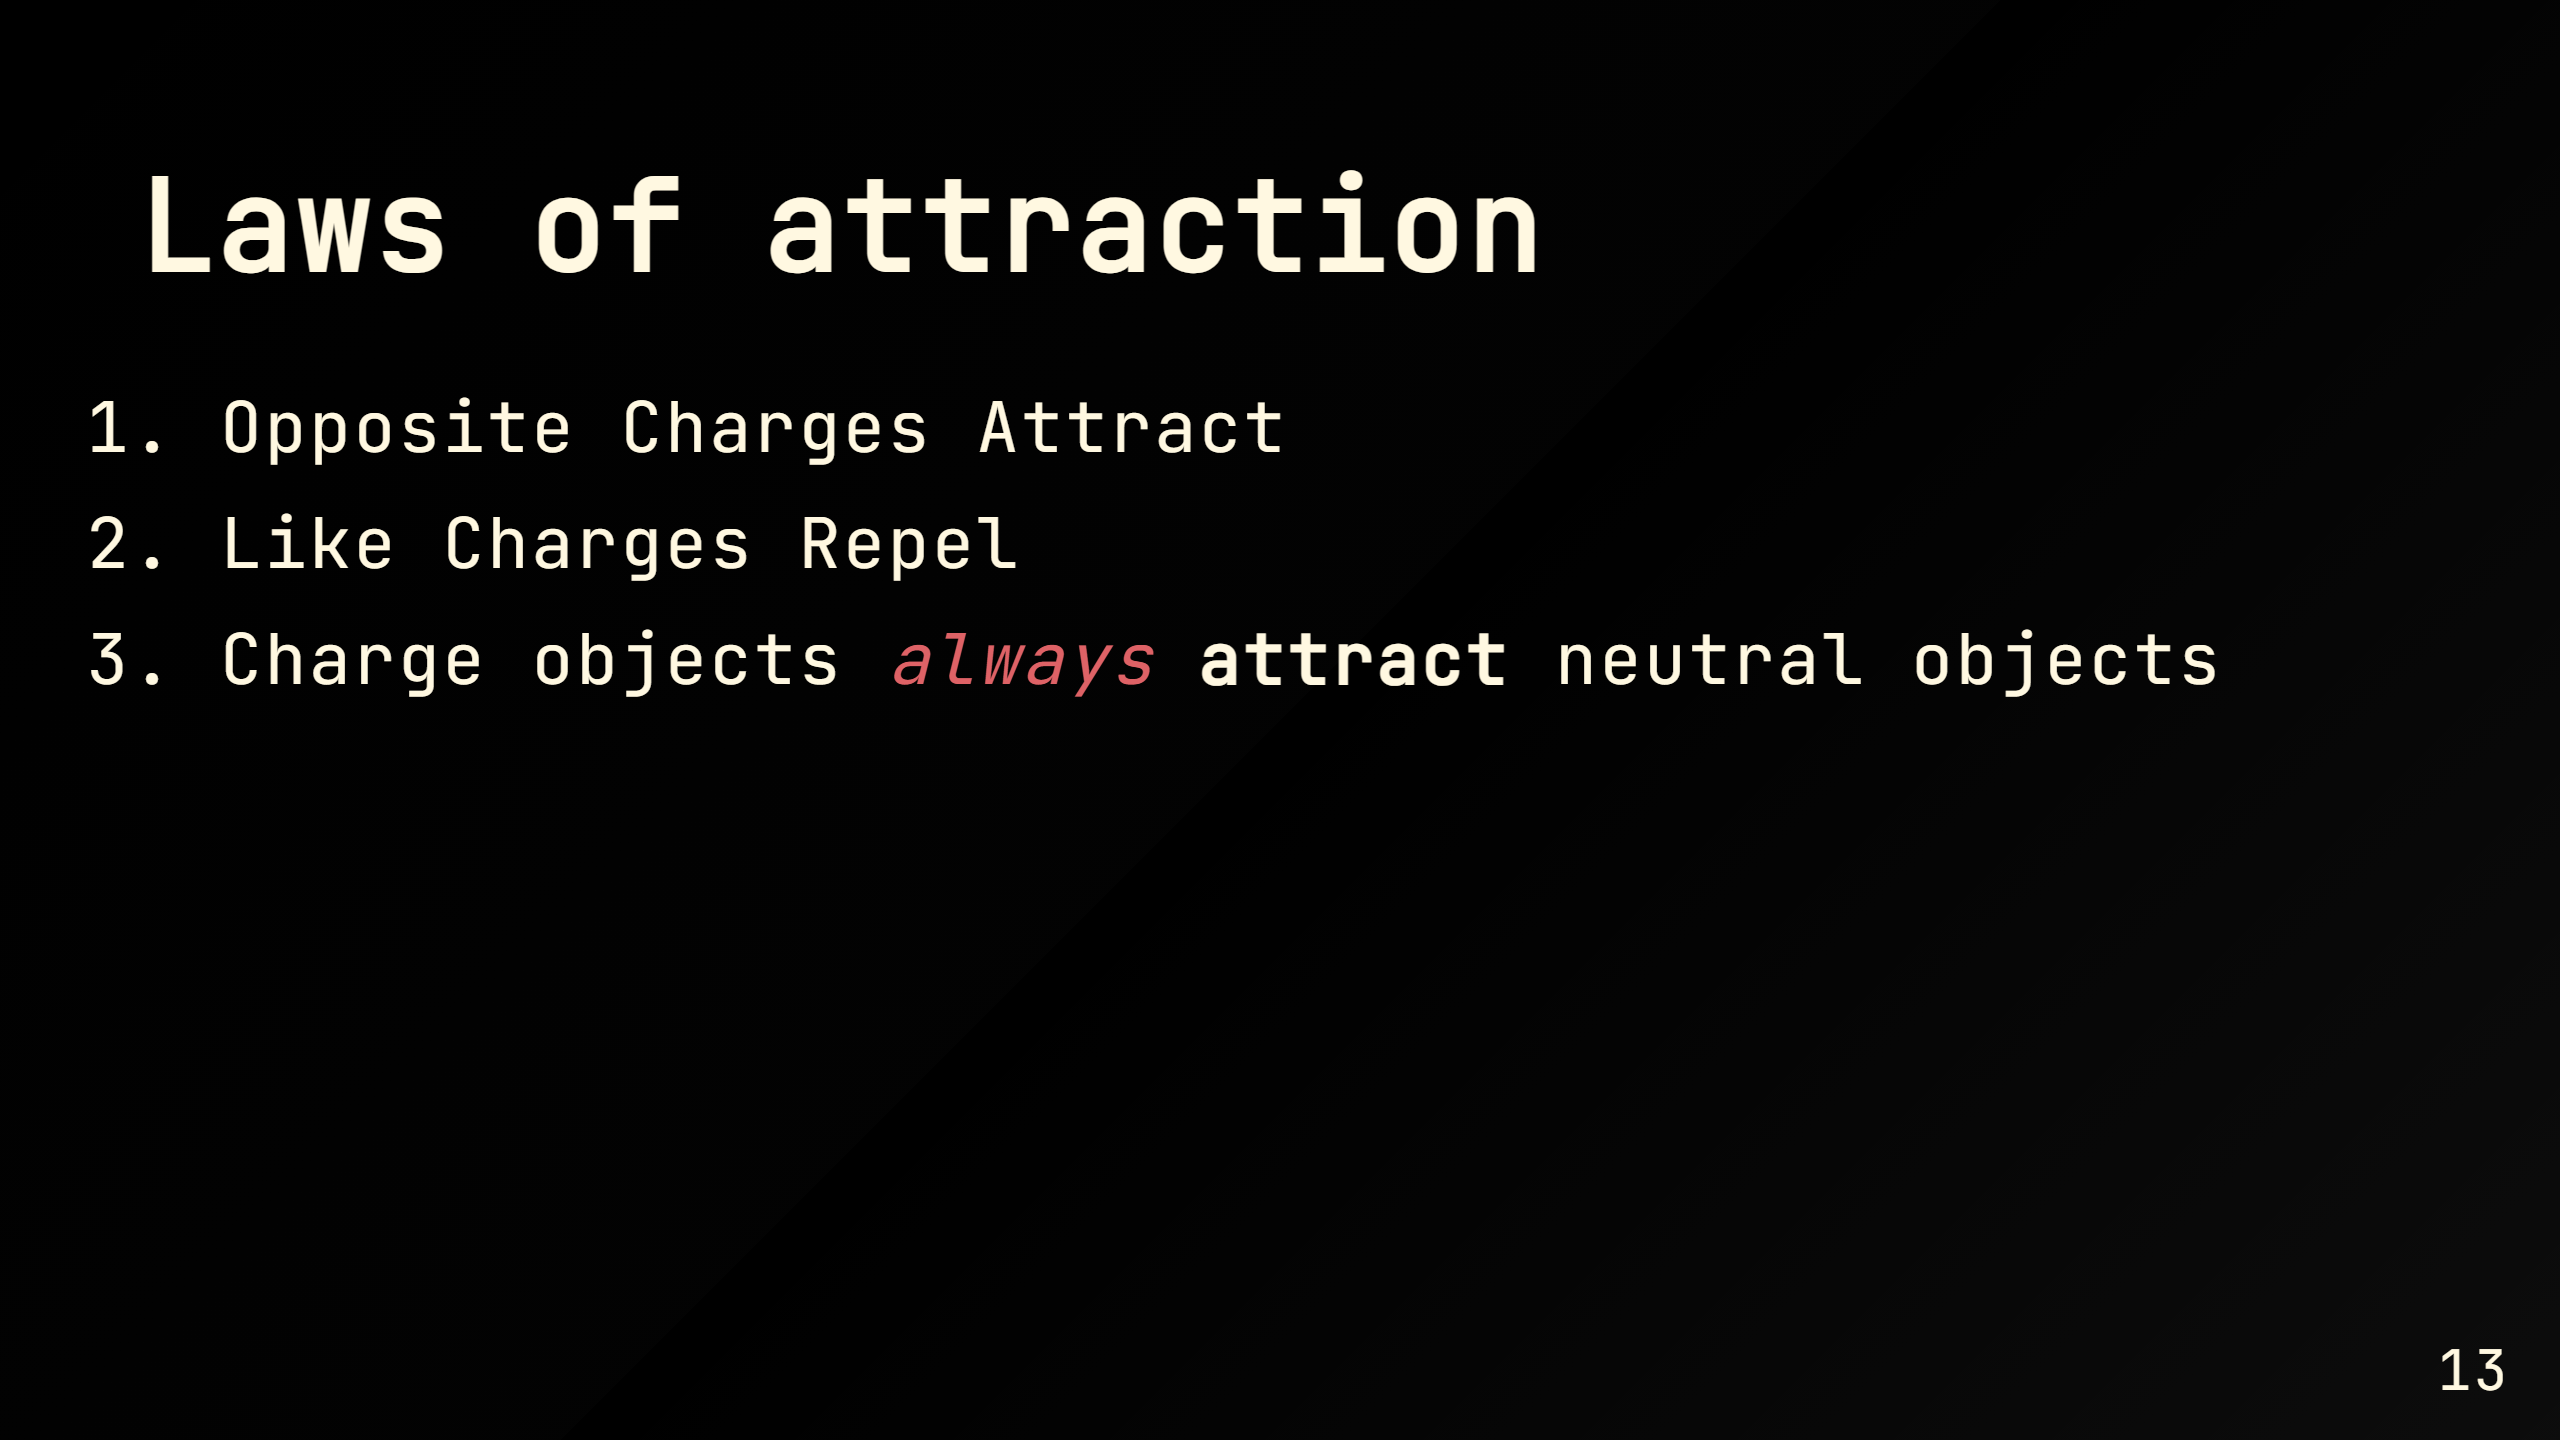 Laws of attraction
1. Opposite Charges Attract
2. Like Charges Repel
3. Charge objects always attract neutral objects
13